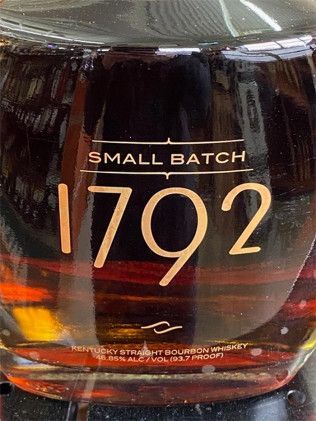 SMALL BATCH
1792
KENTUCKY STRAIGHT BOURBON WHISKEY
46.85% ALC / VOL (93.7 PROOF)